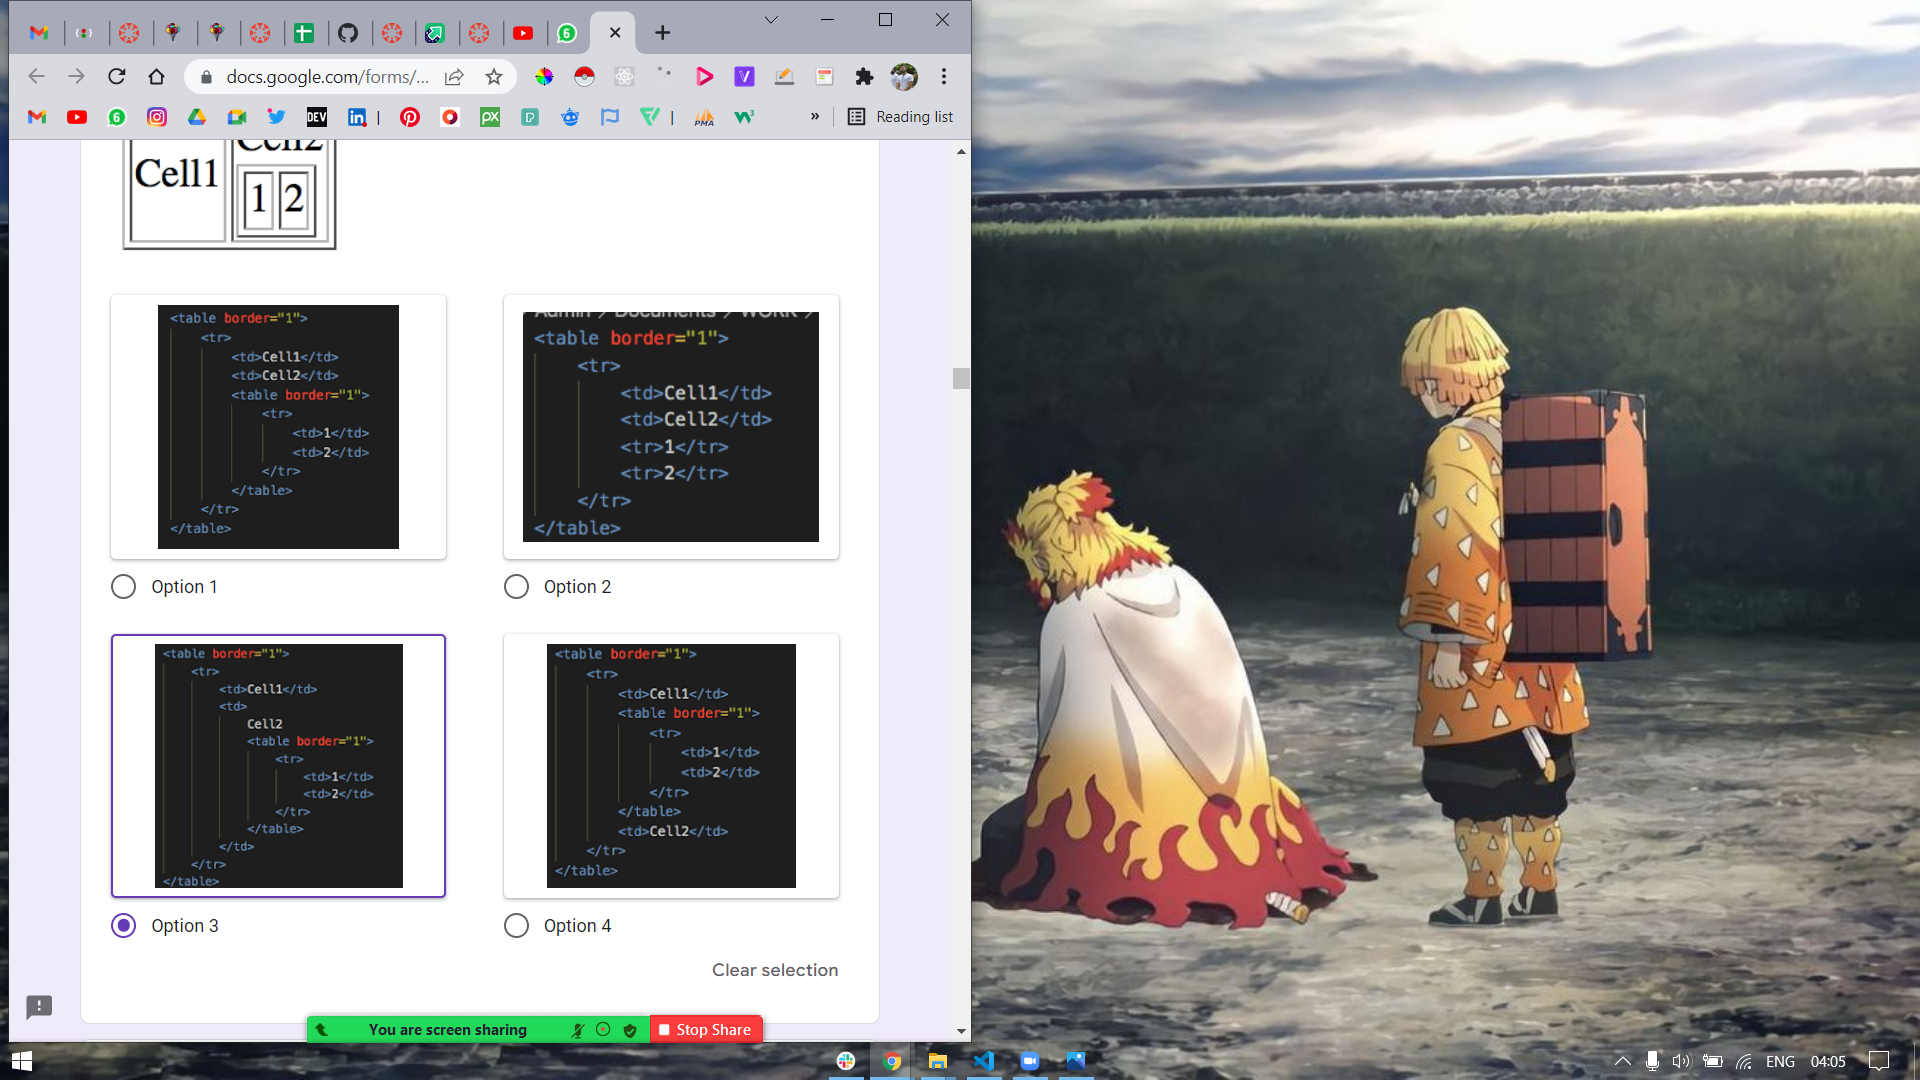 docs.google.com/forms/...
DEV
PMA
»
Reading list
Cell2
Cell1
1 2
<table border="1">
<tr>
<td>Cell1</td>
<td>Cell2</td>
<table border="1">
<tr>
<td>1</td>
<td>2</td>
</tr>
</table>
</tr>
</table>
Option 1
Admin > Documents > WORK >
<table border="1">
<tr>
<td>Cell1</td>
<td>Cell2</td>
<tr>1</tr>
<tr>2</tr>
</tr>
</table>
Option 2
<table border="1">
<tr>
<td>Cell1</td>
<td>
Cell2
<table border="1">
<tr>
<td>1</td>
<td>2</td>
</tr>
</table>
</td>
</tr>
</table>
Option 3
<table border="1">
<tr>
<td>Cell1</td>
<table border="1">
<tr>
<td>1</td>
<td>2</td>
</tr>
</table>
<td>Cell2</td>
</tr>
</table>
Option 4
Clear selection
You are screen sharing
Stop Share
ENG
04:05